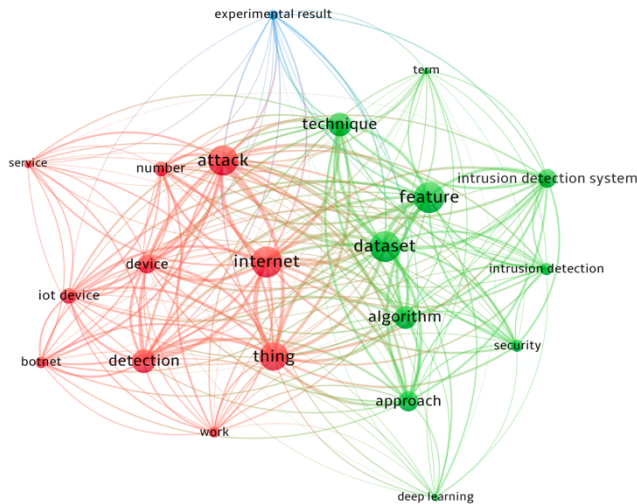 experimental result
term
technique
service
number
attack
intrusion detection system
feature
dataset
device
internet
intrusion detection
iot device
algorithm
security
botnet
detection
thing
approach
work
deep learning